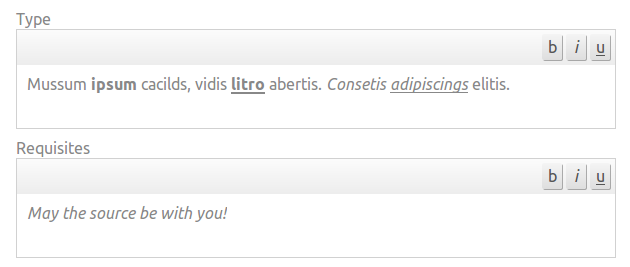 Type
b i u
Mussum ipsum cacilds, vidis litro abertis. Consetis adipiscings elitis.
Requisites
b i u
May the source be with you!